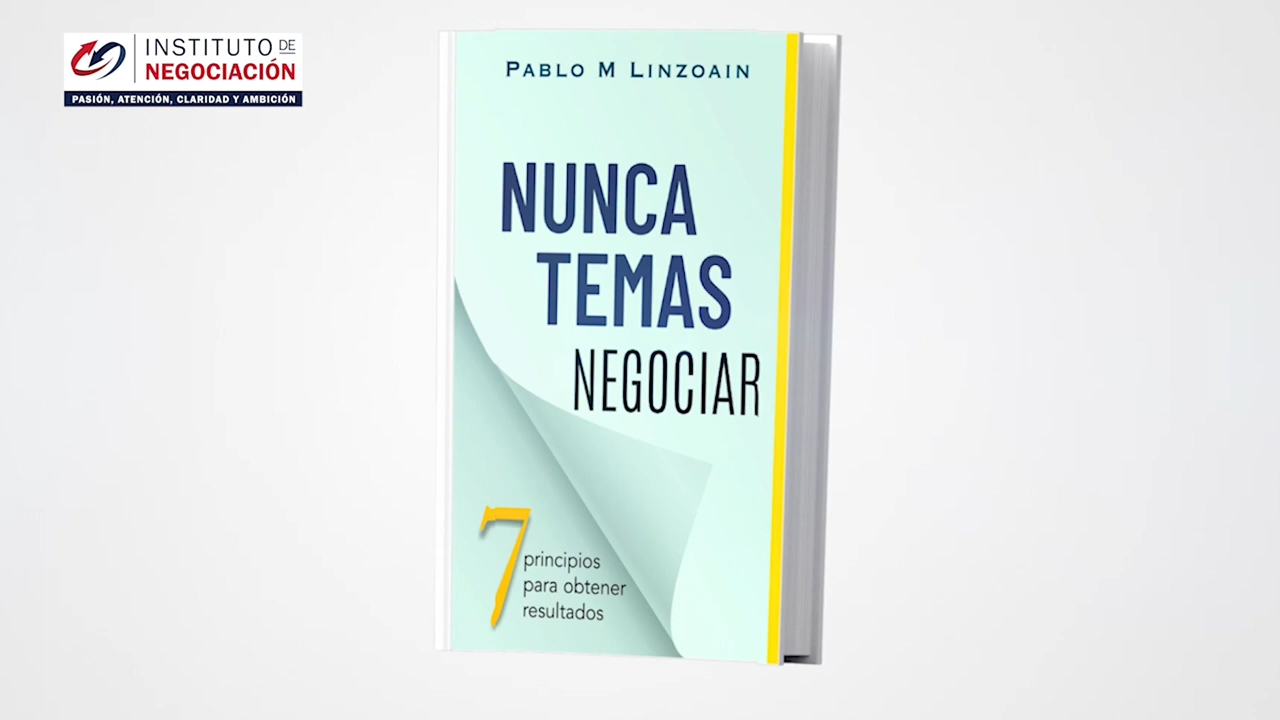 INSTITUTO DE
NEGOCIACIÓN
PASIÓN, ATENCIÓN, CLARIDAD Y AMBICIÓN
PABLO M LINZOAIN
NUNCA
TEMAS
NEGOCIAR
7
principios
para obtener
resultados